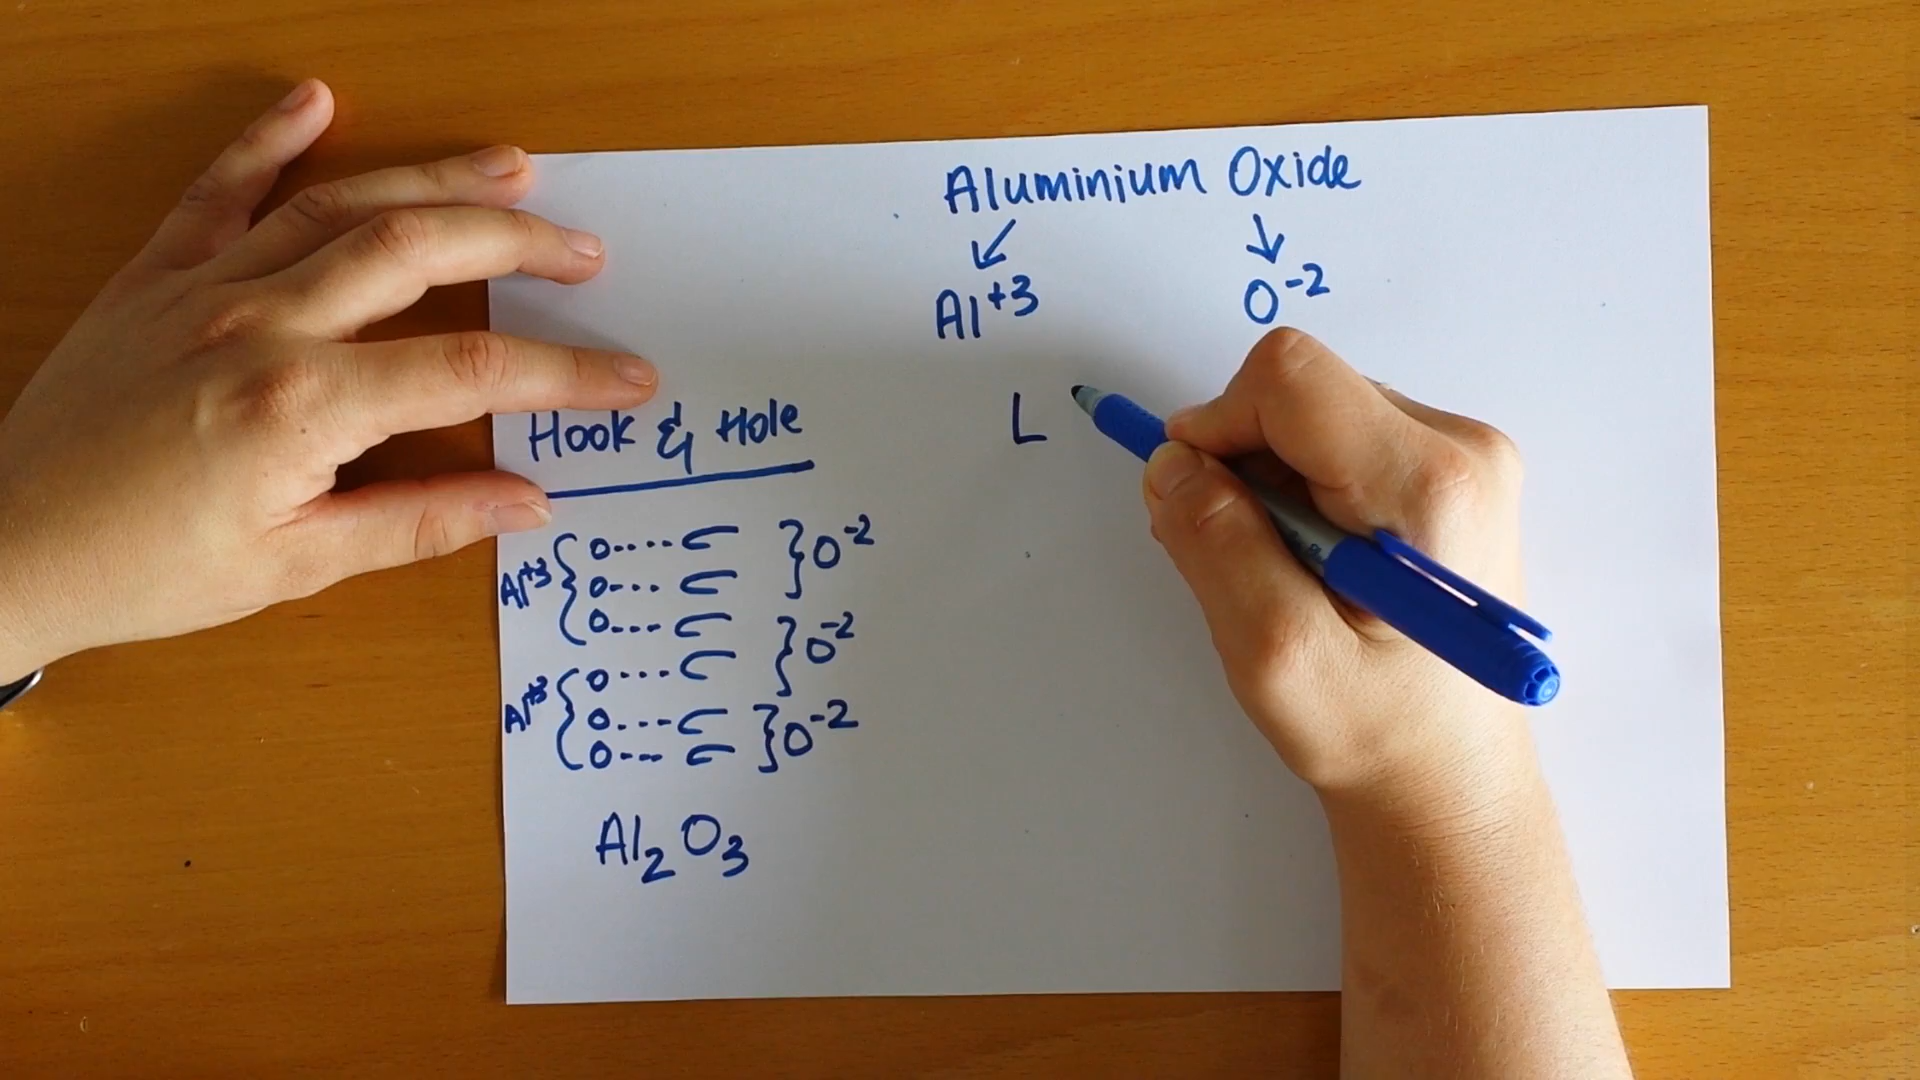 Aluminium Oxide
Al+3 O-2
L
Hook & Hole
Al+3 O-2
O-2
Al+3 O-2
Al2O3